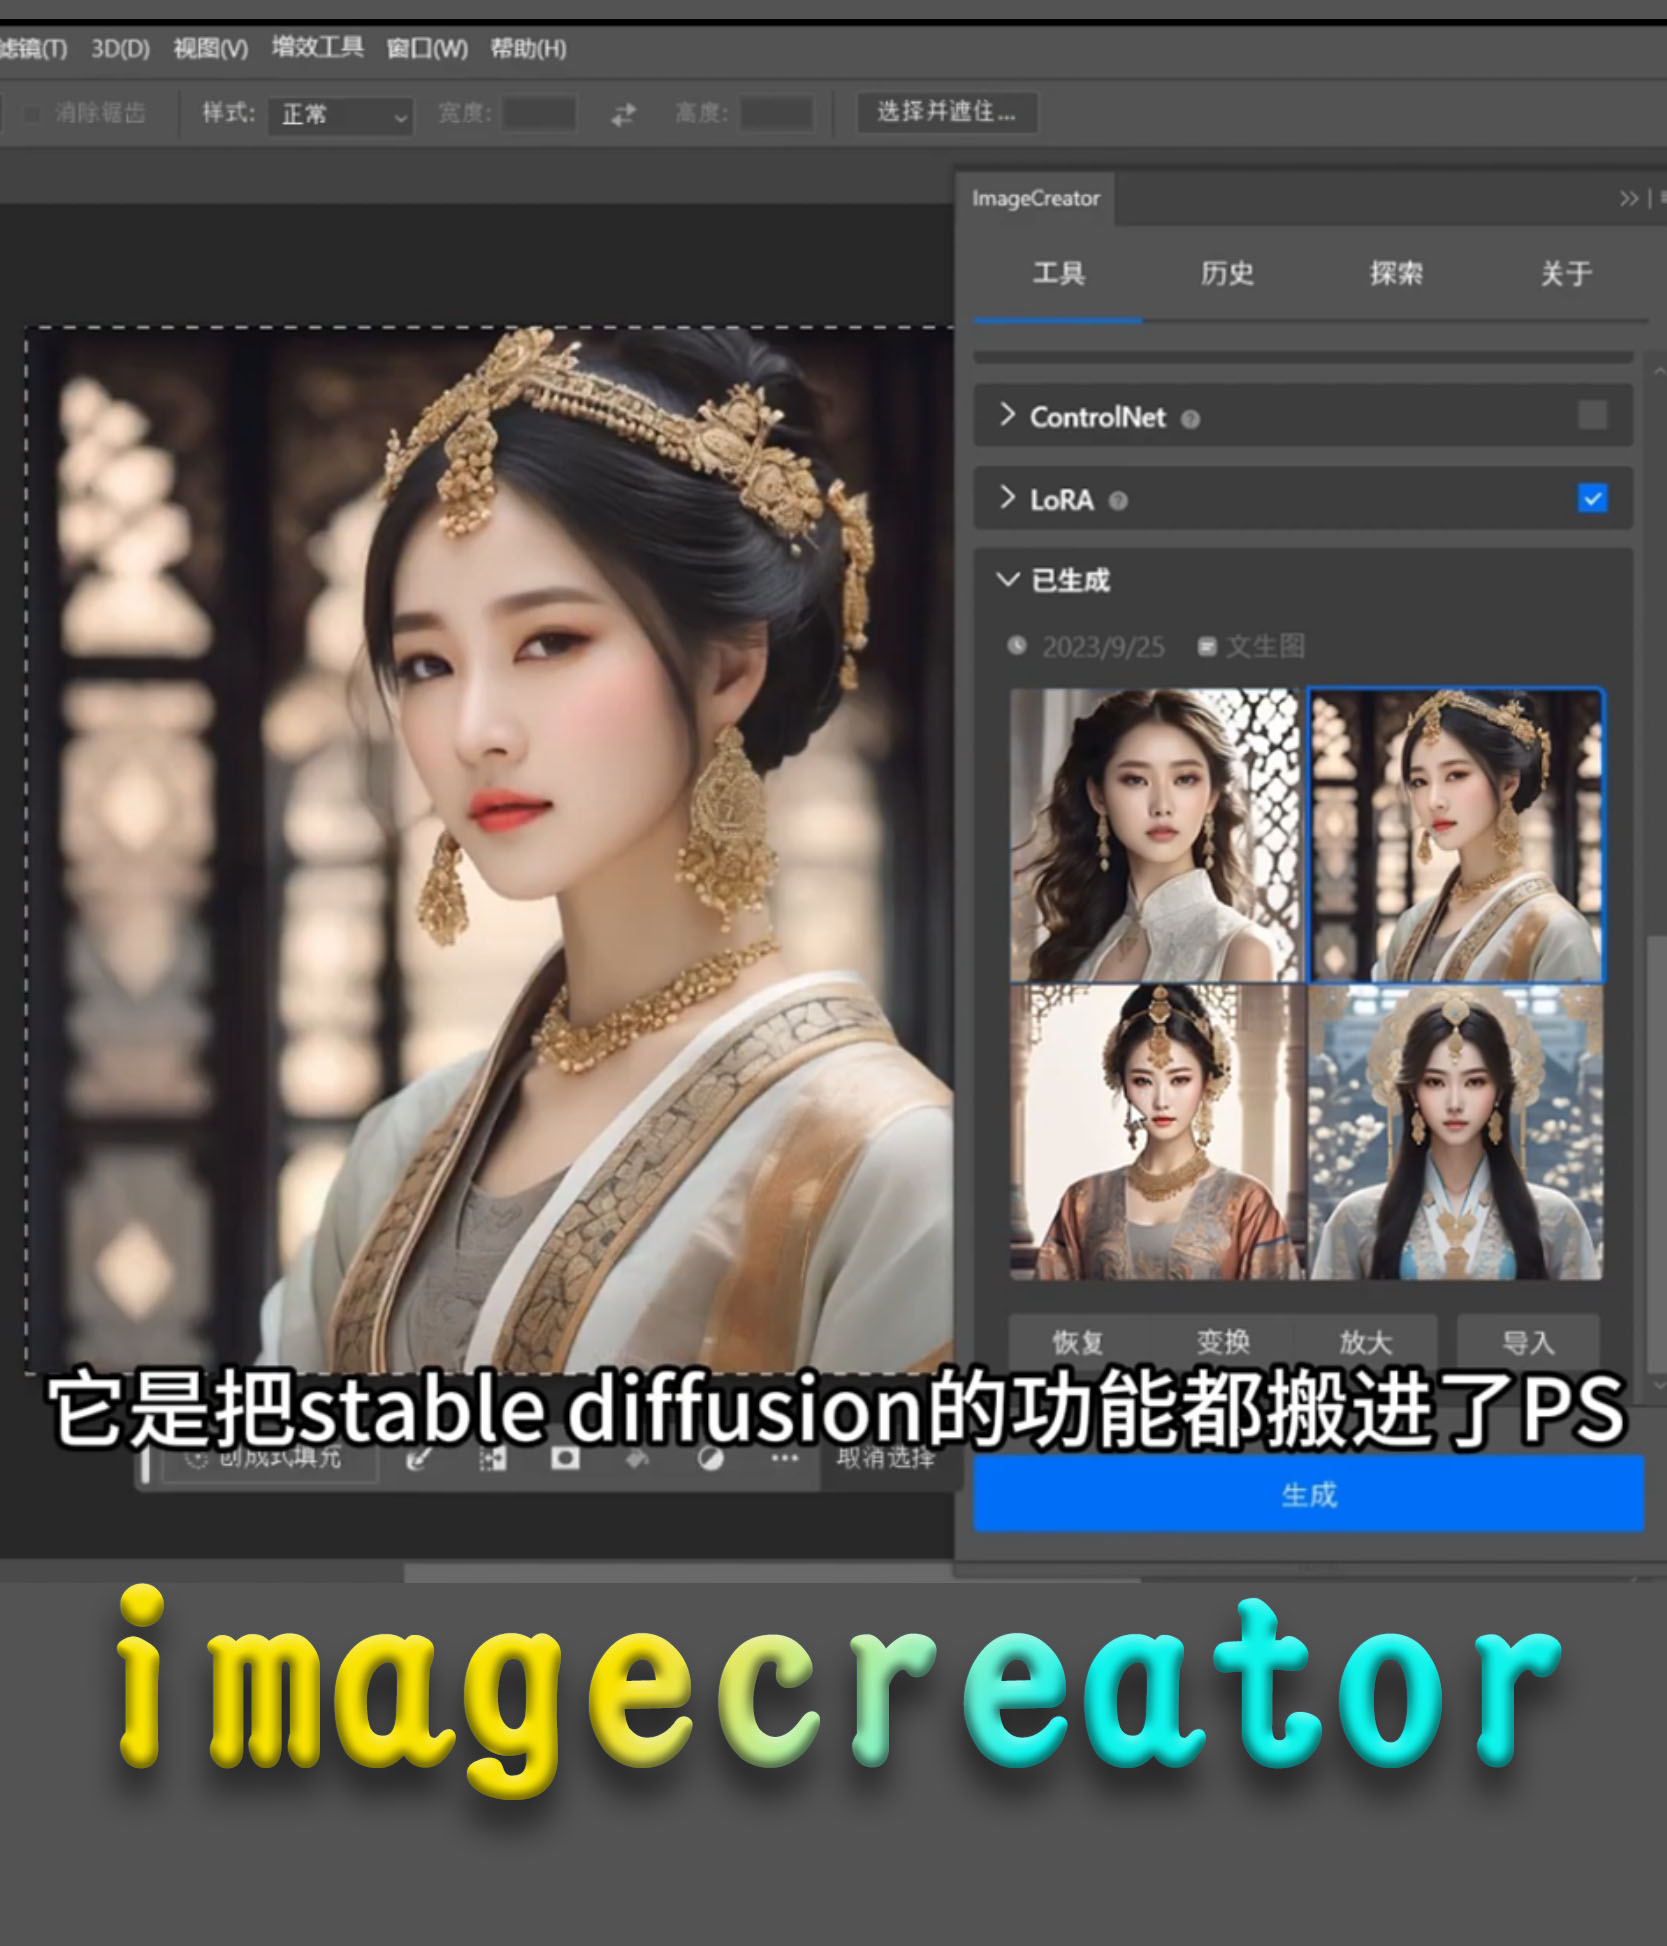 滤镜(T) 3D(D) 视图(V) 增效工具 窗口(W) 帮助(H)
消除锯齿 样式: 正常 宽度: 高度: 选择并遮住...
ImageCreator
工具 历史 探索 关于
ControlNet
LoRA
已生成
2023/9/25 文生图
恢复 变换 放大 导入
它是把stable diffusion的功能都搬进了PS
创成式填充 取消选择
生成
imagecreator